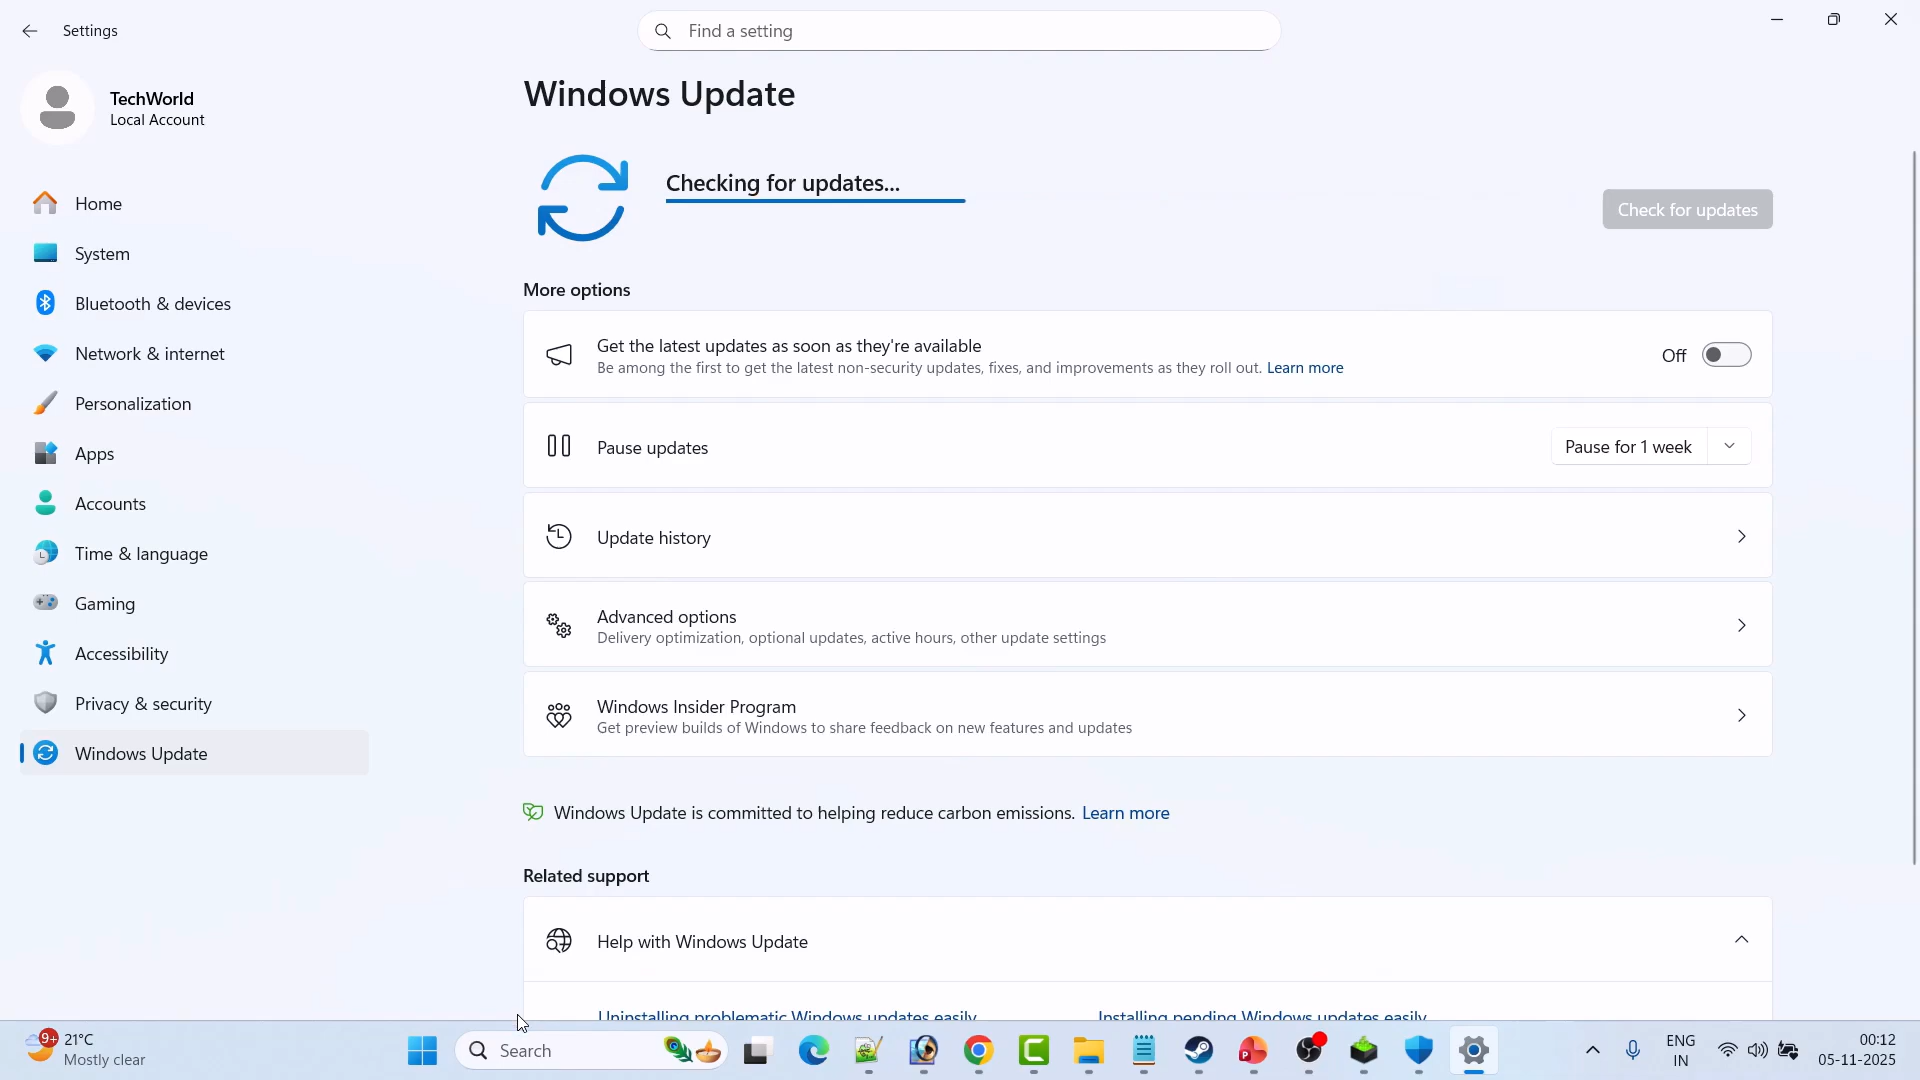 Settings
Find a setting
TechWorld
Local Account
Home
System
Bluetooth & devices
Network & internet
Personalization
Apps
Accounts
Time & language
Gaming
Accessibility
Privacy & security
Windows Update
Windows Update
Checking for updates...
Check for updates
More options
Get the latest updates as soon as they're available
Be among the first to get the latest non-security updates, fixes, and improvements as they roll out. Learn more
Off
Pause updates
Pause for 1 week
Update history
Advanced options
Delivery optimization, optional updates, active hours, other update settings
Windows Insider Program
Get preview builds of Windows to share feedback on new features and updates
Windows Update is committed to helping reduce carbon emissions. Learn more
Related support
Help with Windows Update
Uninstalling problematic Windows updates easily
Installing pending Windows updates easily
9+
21°C
Mostly clear
Search
ENG
IN
00:12
05-11-2025